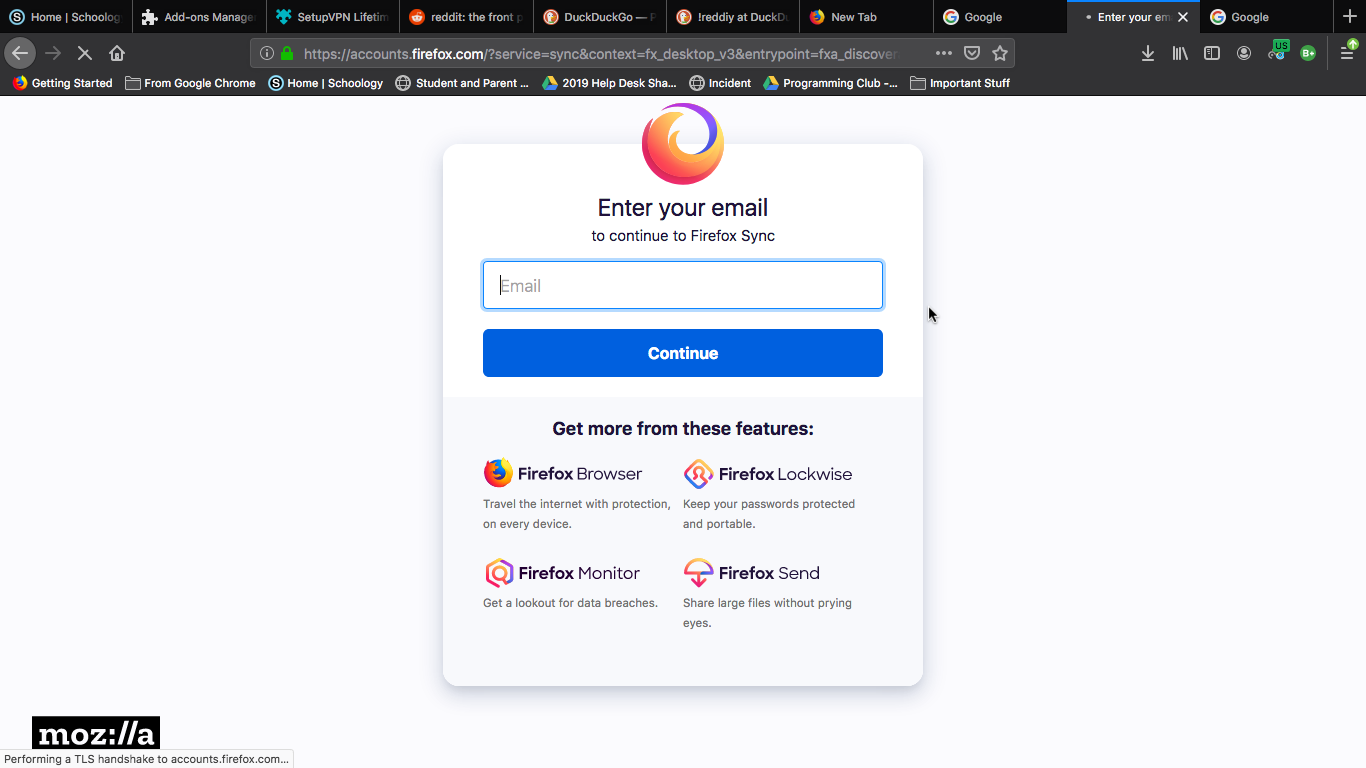 Home | Schoolog
Add-ons Manage
SetupVPN Lifetim
reddit: the front p
DuckDuckGo — P
!reddiy at DuckDu
New Tab
Google
Enter your em
Google
https://accounts.firefox.com/?service=sync&context=fx_desktop_v3&entrypoint=fxa_discover
US
B+
Getting Started
From Google Chrome
Home | Schoology
Student and Parent ...
2019 Help Desk Sha...
Incident
Programming Club -...
Important Stuff
Enter your email
to continue to Firefox Sync
Email
Continue
Get more from these features:
Firefox Browser
Travel the internet with protection,
on every device.
Firefox Lockwise
Keep your passwords protected
and portable.
Firefox Monitor
Get a lookout for data breaches.
Firefox Send
Share large files without prying
eyes.
moz://a
Performing a TLS handshake to accounts.firefox.com...